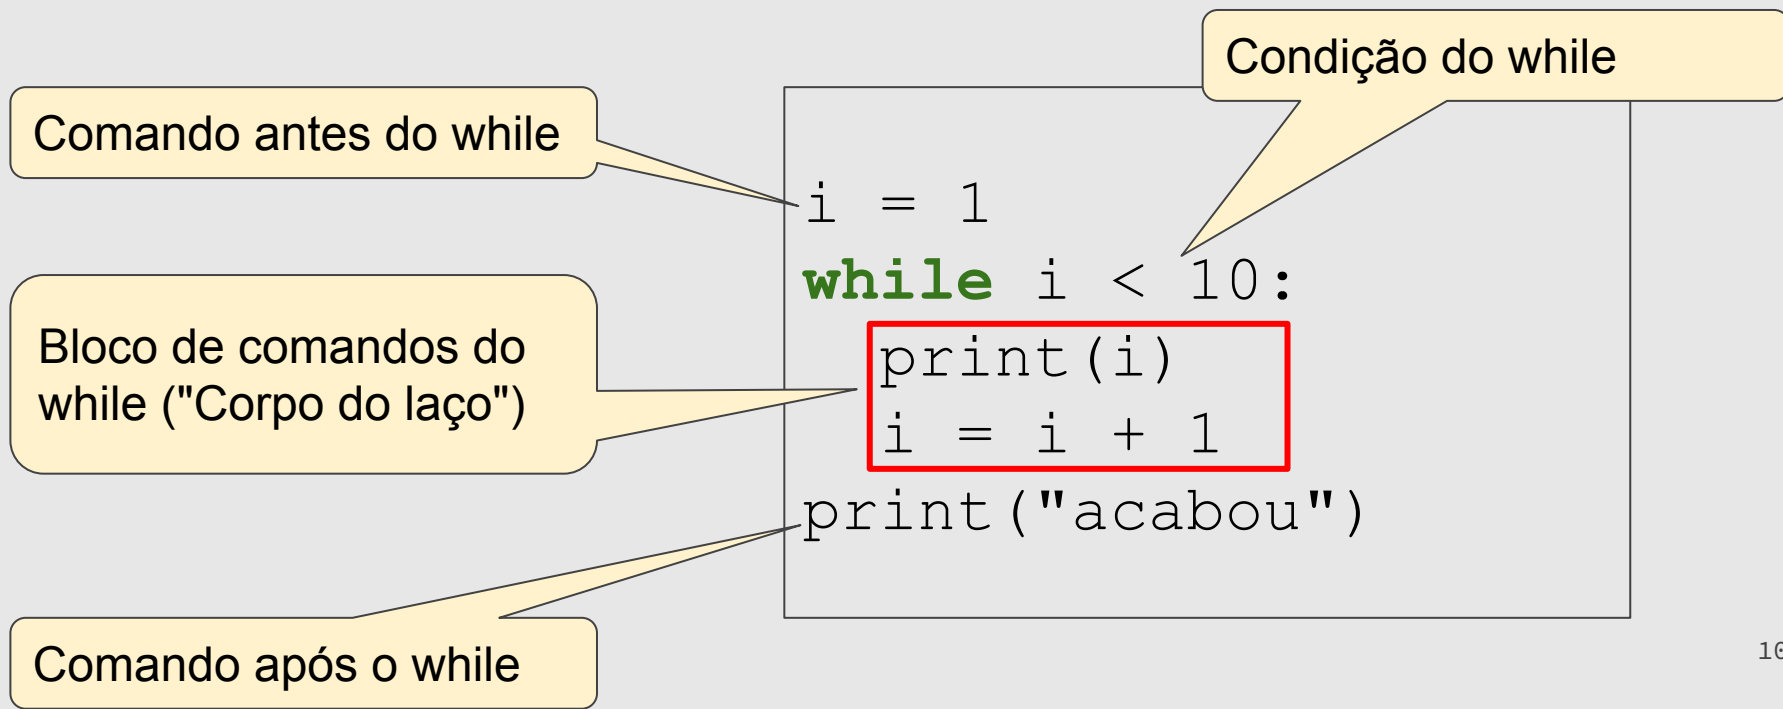 Condição do while
Comando antes do while
i = 1
while i < 10:
Bloco de comandos do
while ("Corpo do laço")
print(i)
i = i + 1
print("acabou")
Comando após o while
10